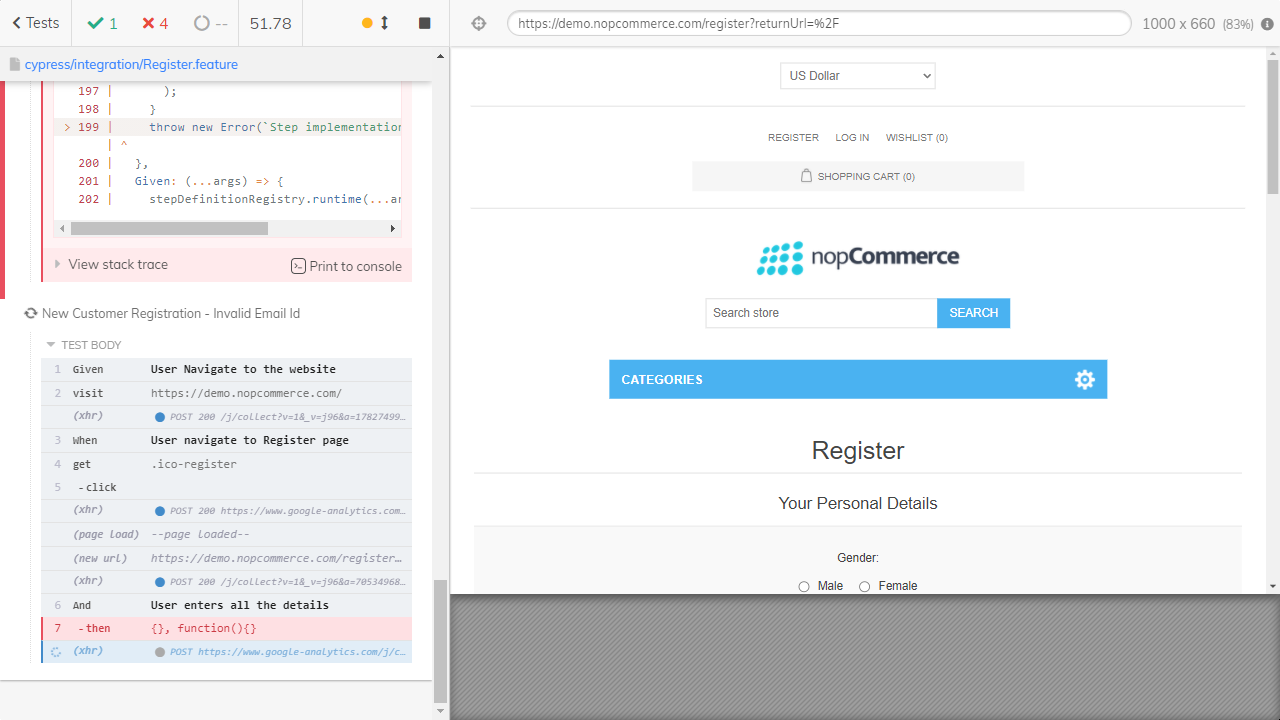 Tests
1
4
--
51.78
https://demo.nopcommerce.com/register?returnUrl=%2F
1000 x 660 (83%)
cypress/integration/Register.feature
197 | );
198 | }
> 199 | throw new Error(`Step implementation
| ^
200 | },
201 | Given: (...args) => {
202 | stepDefinitionRegistry.runtime(...ar
View stack trace
Print to console
New Customer Registration - Invalid Email Id
TEST BODY
1 Given User Navigate to the website
2 visit https://demo.nopcommerce.com/
(xhr) POST 200 /j/collect?v=1&_v=j96&a=17827499...
3 When User navigate to Register page
4 get .ico-register
5 -click
(xhr) POST 200 https://www.google-analytics.com...
(page load) --page loaded--
(new url) https://demo.nopcommerce.com/register...
(xhr) POST 200 /j/collect?v=1&_v=j96&a=70534968...
6 And User enters all the details
7 -then {}, function(){}
(xhr) POST https://www.google-analytics.com/j/c...
US Dollar
REGISTER LOG IN WISHLIST (0)
SHOPPING CART (0)
nopCommerce
Search store SEARCH
CATEGORIES
Register
Your Personal Details
Gender:
Male Female